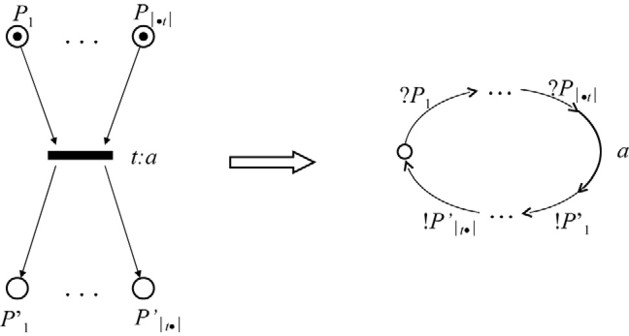 P₁ . . . P|•t|
t:a
P'₁ . . . P'|t•|
?P₁ ... ?P|•t|
a
!P'|t•| ... !P'₁